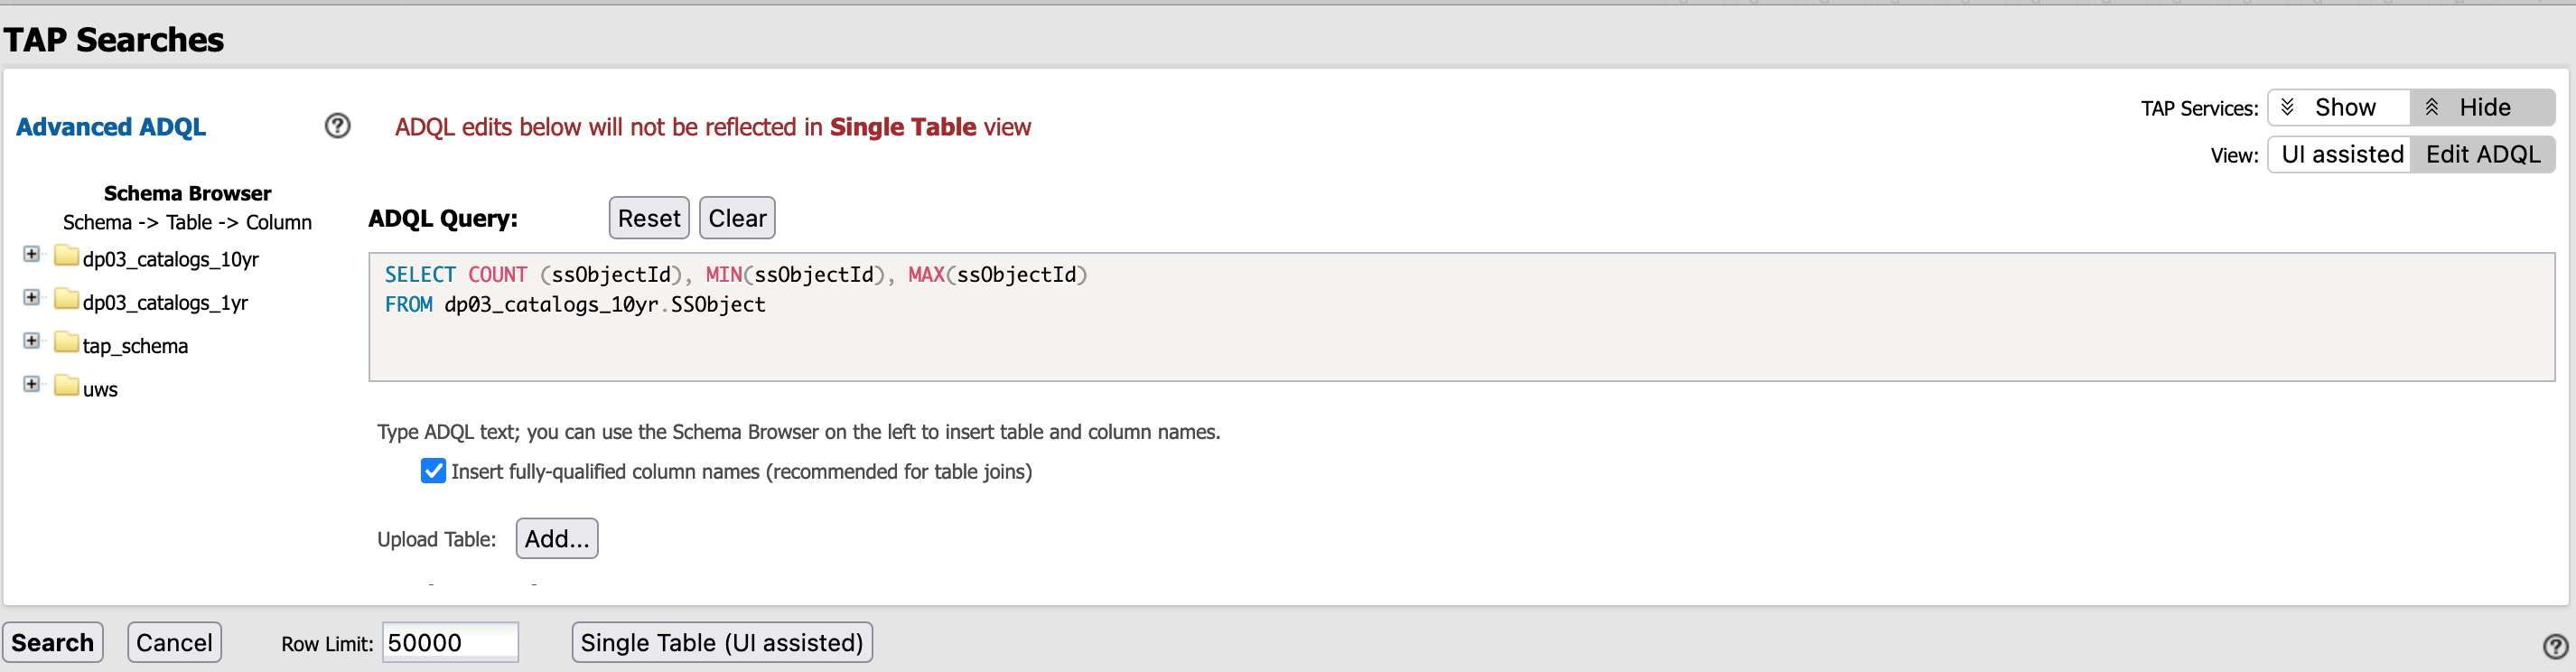 TAP Searches
TAP Services: Show Hide
Advanced ADQL ? ADQL edits below will not be reflected in Single Table view
View: UI assisted Edit ADQL
Schema Browser
Schema -> Table -> Column
dp03_catalogs_10yr
dp03_catalogs_1yr
tap_schema
uws
ADQL Query: Reset Clear
SELECT COUNT (ssObjectId), MIN(ssObjectId), MAX(ssObjectId)
FROM dp03_catalogs_10yr.SSObject
Type ADQL text; you can use the Schema Browser on the left to insert table and column names.
Insert fully-qualified column names (recommended for table joins)
Upload Table: Add...
Search Cancel Row Limit: 50000 Single Table (UI assisted) ?